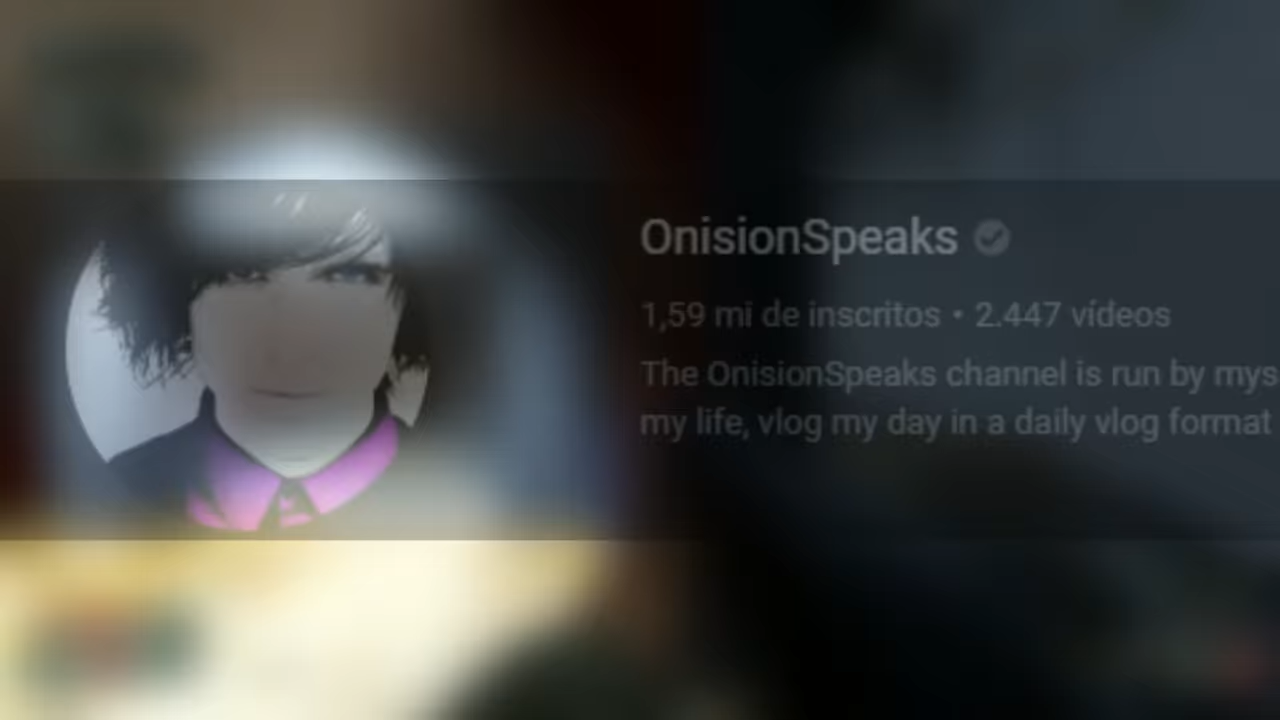 OnisionSpeaks
1,59 mi de inscritos • 2.447 vídeos
The OnisionSpeaks channel is run by mys
my life, vlog my day in a daily vlog format